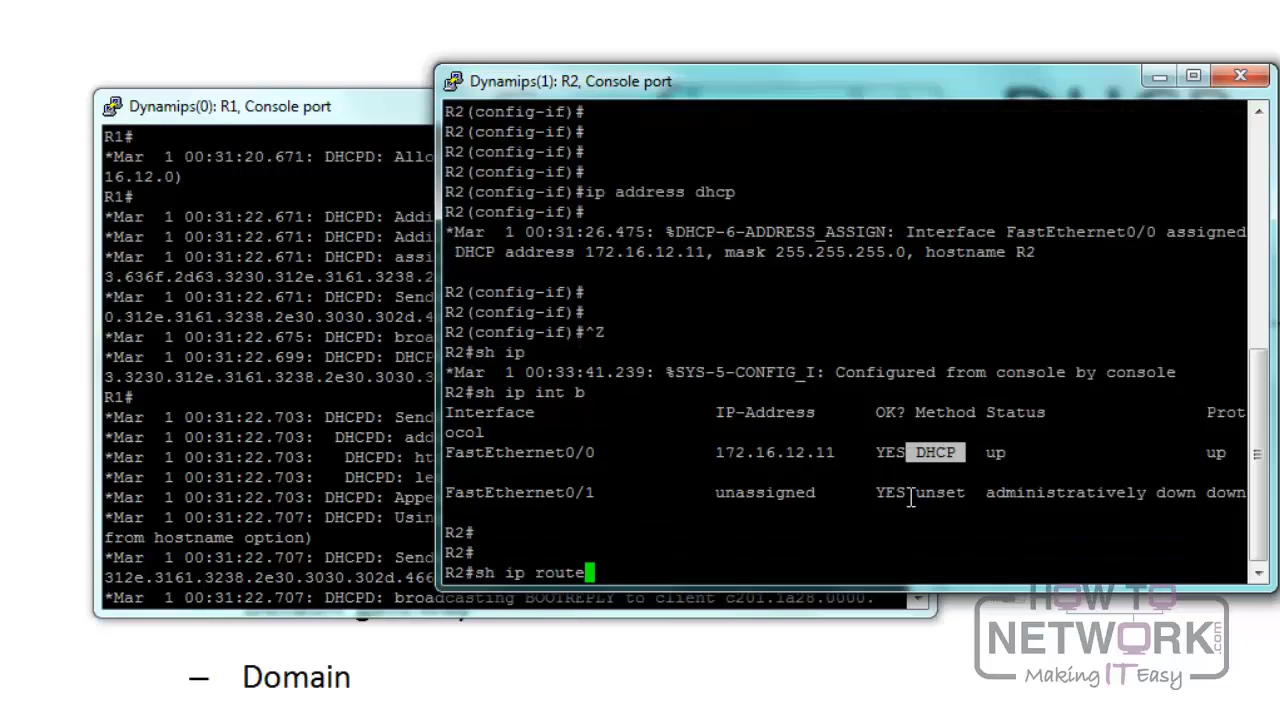 Dynamips(0): R1, Console port
R1#
*Mar  1 00:31:20.671: DHCPD: Allo
16.12.0)
R1#
*Mar  1 00:31:22.671: DHCPD: Addi
*Mar  1 00:31:22.671: DHCPD: Addi
*Mar  1 00:31:22.671: DHCPD: assi
3.636f.2d63.3230.312e.3161.3238.2
*Mar  1 00:31:22.671: DHCPD: Send
0.312e.3161.3238.2e30.3030.302d.4
*Mar  1 00:31:22.675: DHCPD: broa
*Mar  1 00:31:22.699: DHCPD: DHCP
3.3230.312e.3161.3238.2e30.3030.3
R1#
*Mar  1 00:31:22.703: DHCPD: Send
*Mar  1 00:31:22.703:   DHCPD: add
*Mar  1 00:31:22.703:    DHCPD: ht
*Mar  1 00:31:22.703:    DHCPD: le
*Mar  1 00:31:22.707: DHCPD: Appe
*Mar  1 00:31:22.707: DHCPD: Usin
from hostname option)
*Mar  1 00:31:22.707: DHCPD: Send
312e.3161.3238.2e30.3030.302d.466
*Mar  1 00:31:22.707: DHCPD: broadcasting BOOTREPLY to client c201.1a28.0000.
Dynamips(1): R2, Console port
R2(config-if)#
R2(config-if)#
R2(config-if)#
R2(config-if)#
R2(config-if)#ip address dhcp
R2(config-if)#
*Mar  1 00:31:26.475: %DHCP-6-ADDRESS_ASSIGN: Interface FastEthernet0/0 assigned
DHCP address 172.16.12.11, mask 255.255.255.0, hostname R2
R2(config-if)#
R2(config-if)#
R2(config-if)#^Z
R2#sh ip
*Mar  1 00:33:41.239: %SYS-5-CONFIG_I: Configured from console by console
R2#sh ip int b
Interface IP-Address OK? Method Status Prot
ocol
FastEthernet0/0 172.16.12.11 YES DHCP up up
FastEthernet0/1 unassigned YES unset administratively down down
R2#
R2#
R2#sh ip route
– Domain
HOW TO
NETWORK.com
Making IT Easy